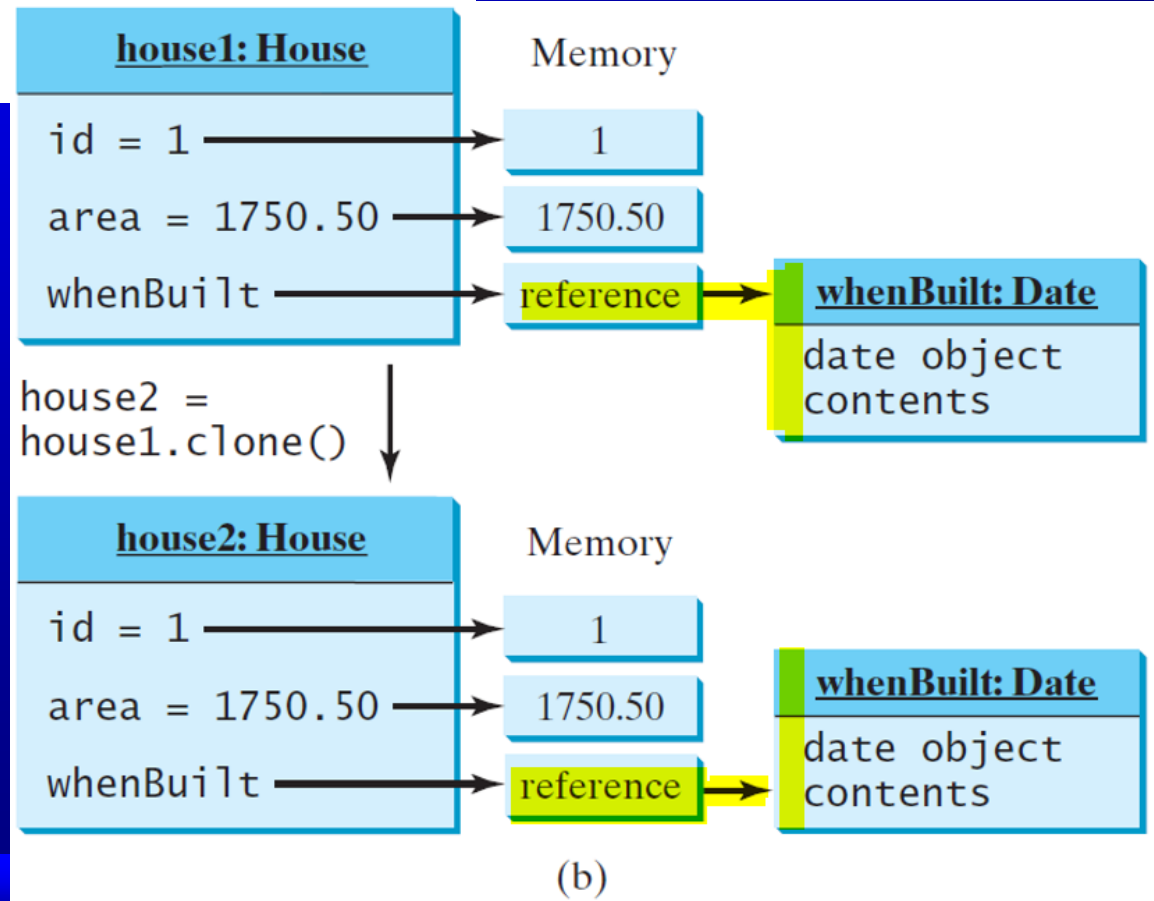 house1: House
Memory
id = 1
1
area = 1750.50
1750.50
whenBuilt
reference
whenBuilt: Date
date object
contents
house2 =
house1.clone()
house2: House
Memory
id = 1
1
area = 1750.50
1750.50
whenBuilt
reference
whenBuilt: Date
date object
contents
(b)